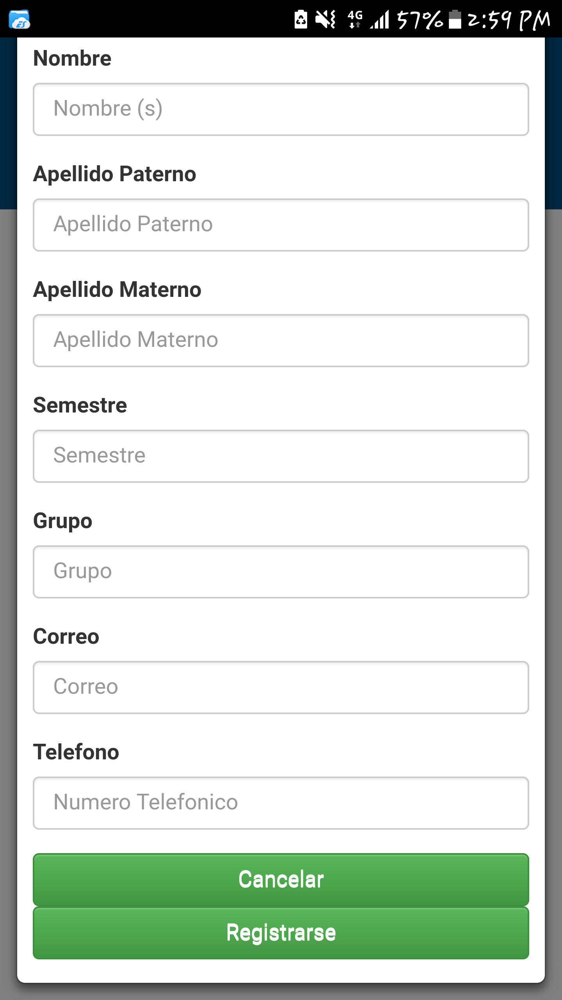 ES 4G 57% 2:59 PM
Nombre
Nombre (s)
Apellido Paterno
Apellido Paterno
Apellido Materno
Apellido Materno
Semestre
Semestre
Grupo
Grupo
Correo
Correo
Telefono
Numero Telefonico
Cancelar
Registrarse